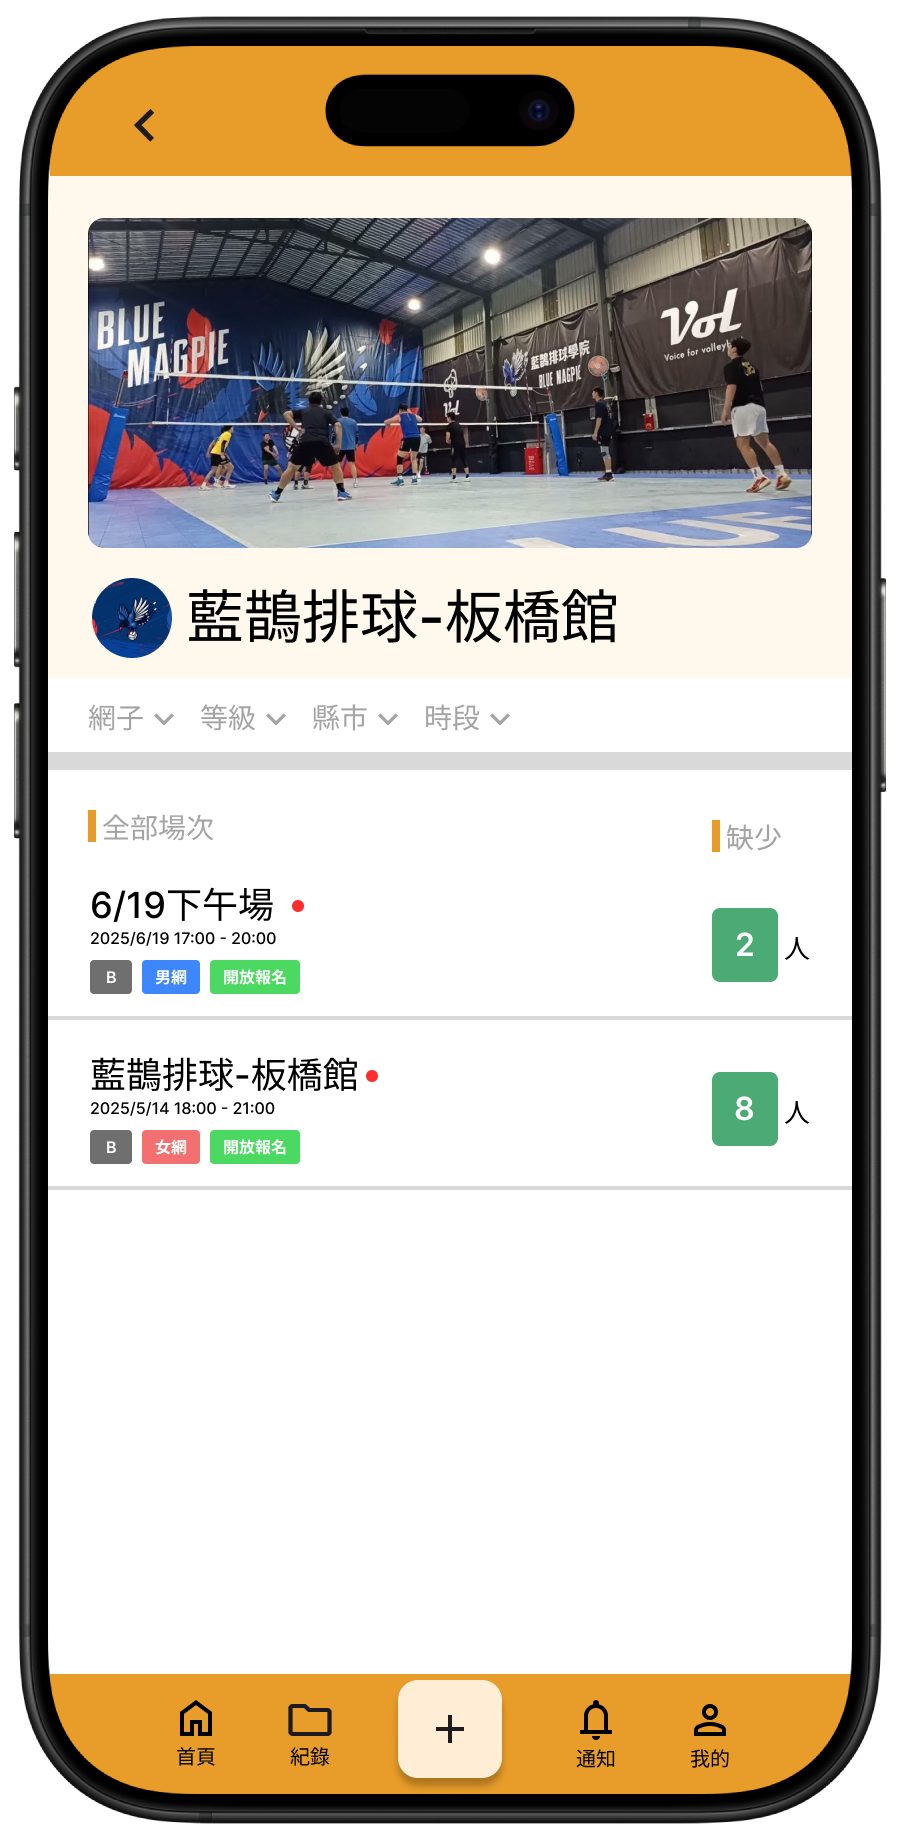 BLUE
MAGPIE
藍鵲排球學院
BLUE MAGPIE
Vol
Vol
Voice for volleyb
藍鵲排球-板橋館
網子 等級 縣市 時段
全部場次
缺少
6/19下午場
2025/6/19 17:00 - 20:00
B 男網 開放報名
2 人
藍鵲排球-板橋館
2025/5/14 18:00 - 21:00
B 女網 開放報名
8 人
首頁 紀錄 + 通知 我的